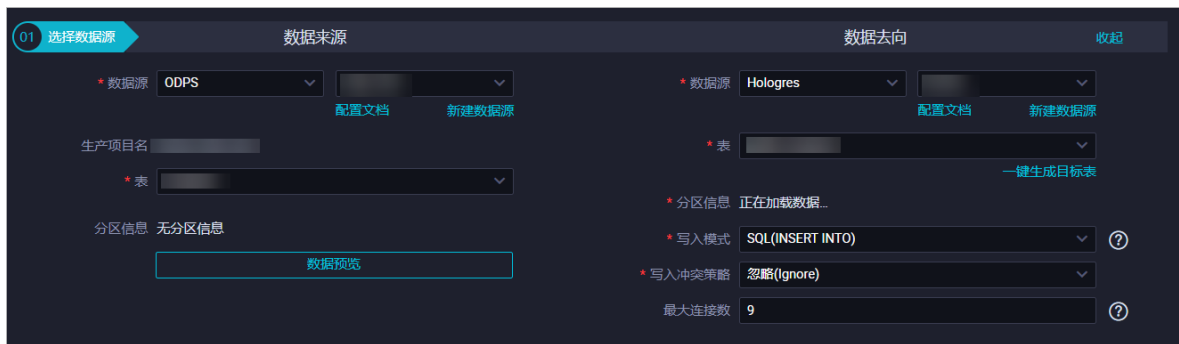 01 选择数据源 数据来源 数据去向 收起
* 数据源 ODPS
配置文档 新建数据源
生产项目名
* 表
分区信息 无分区信息
数据预览
* 数据源 Hologres
配置文档 新建数据源
* 表
一键生成目标表
* 分区信息 正在加载数据...
* 写入模式 SQL(INSERT INTO) ?
* 写入冲突策略 忽略(Ignore)
最大连接数 9 ?